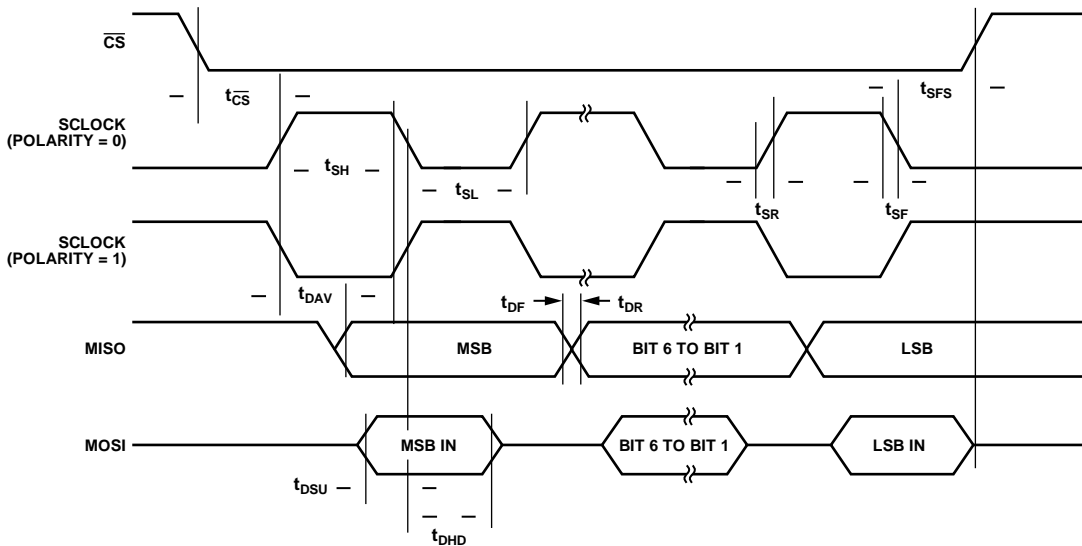 CS
tCS
tSFS
SCLOCK
(POLARITY = 0)
tSH
tSL
tSR
tSF
SCLOCK
(POLARITY = 1)
tDAV
tDF
tDR
MISO
MSB
BIT 6 TO BIT 1
LSB
MOSI
MSB IN
BIT 6 TO BIT 1
LSB IN
tDSU
tDHD